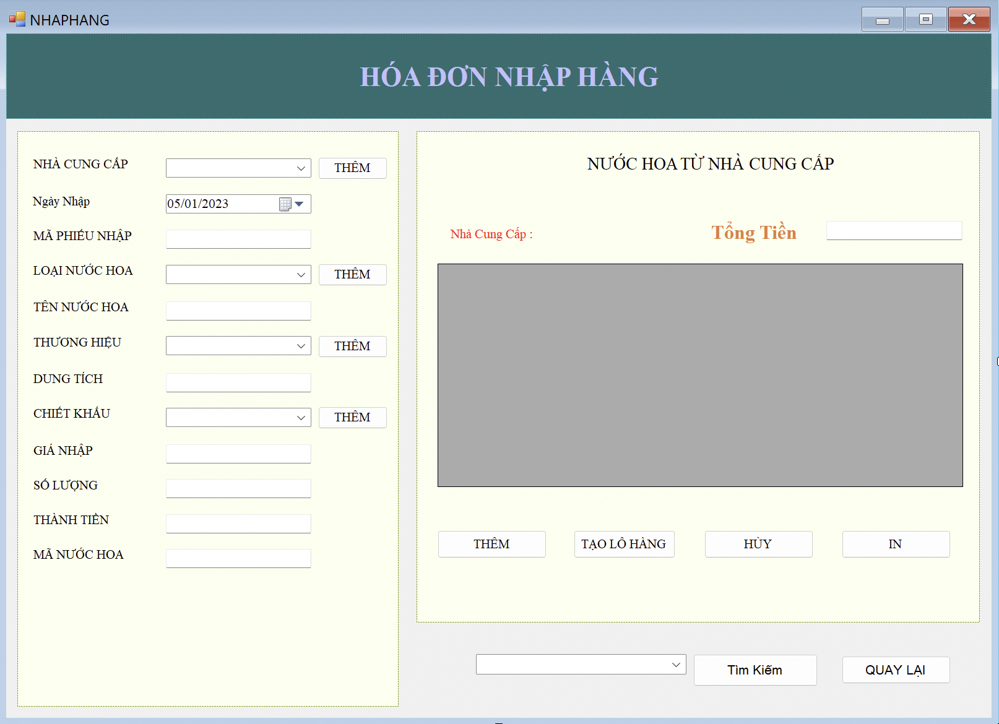 NHAPHANG
HÓA ĐƠN NHẬP HÀNG
NHÀ CUNG CẤP
THÊM
Ngày Nhập
05/01/2023
MÃ PHIẾU NHẬP
LOẠI NƯỚC HOA
THÊM
TÊN NƯỚC HOA
THƯƠNG HIỆU
THÊM
DUNG TÍCH
CHIẾT KHẤU
THÊM
GIÁ NHẬP
SỐ LƯỢNG
THÀNH TIỀN
MÃ NƯỚC HOA
NƯỚC HOA TỪ NHÀ CUNG CẤP
Nhà Cung Cấp :
Tổng Tiền
THÊM
TẠO LÔ HÀNG
HỦY
IN
Tìm Kiếm
QUAY LẠI